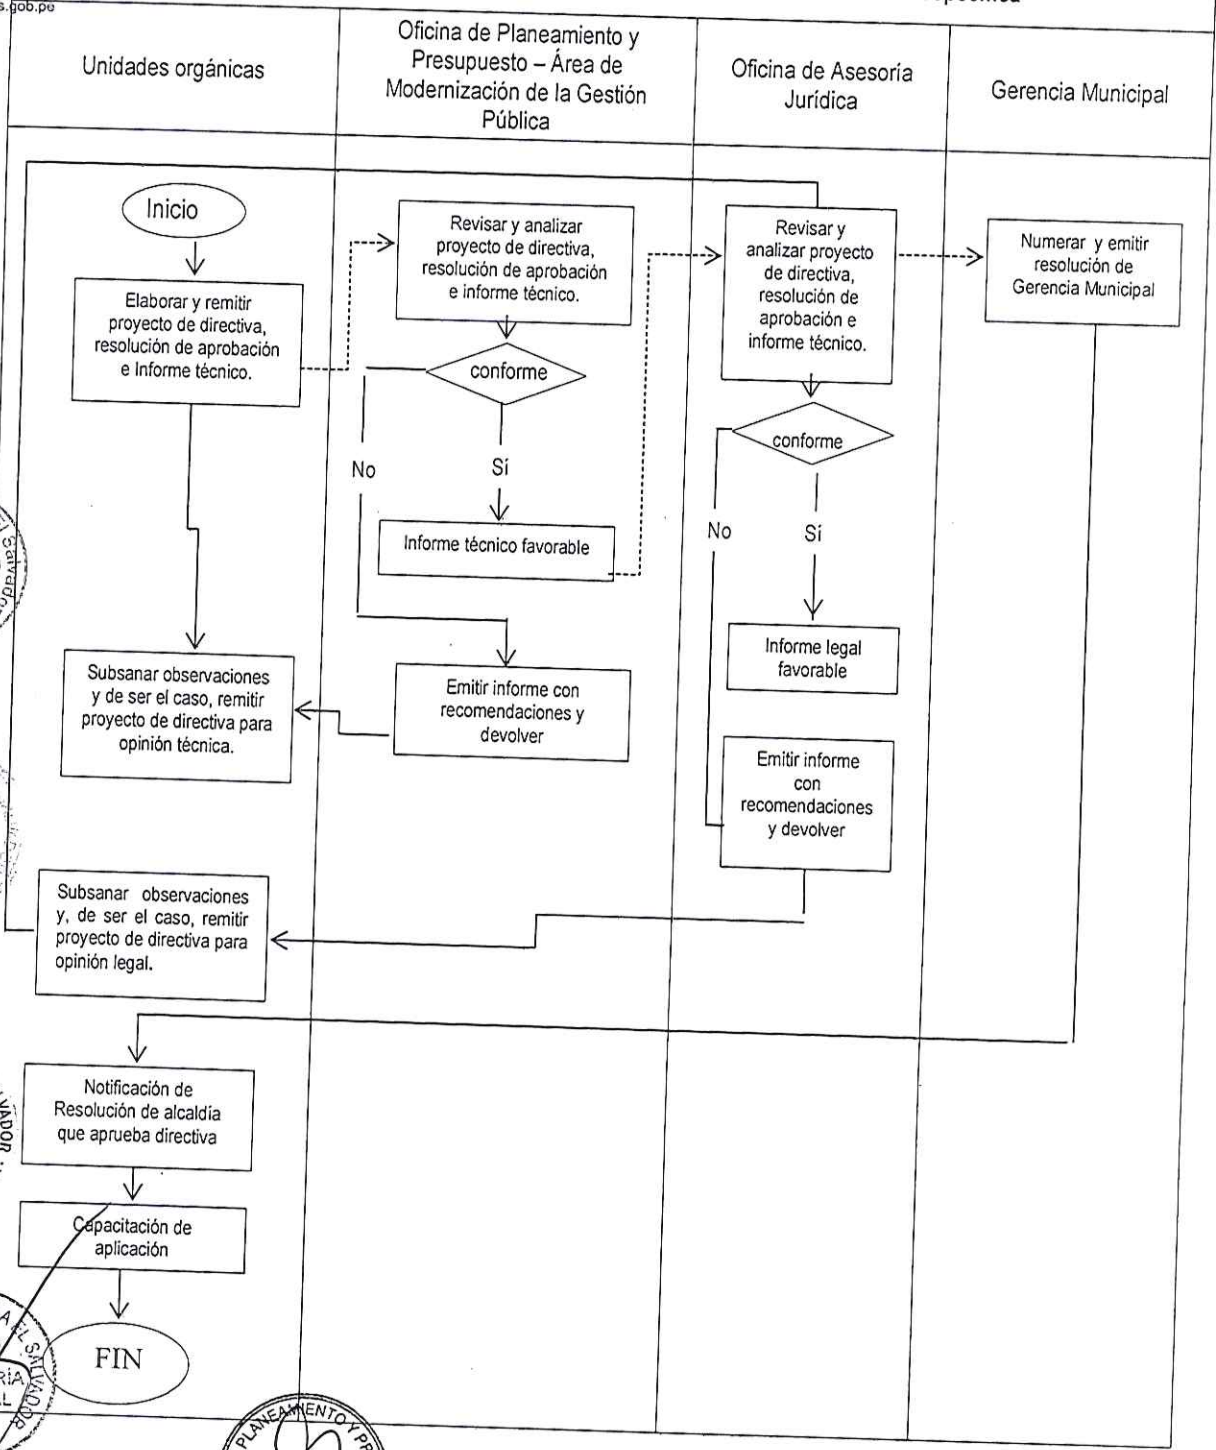 s.gob.pe
Unidades orgánicas
Oficina de Planeamiento y
Presupuesto – Área de
Modernización de la Gestión
Pública
Oficina de Asesoría
Jurídica
Gerencia Municipal
Inicio
Elaborar y remitir
proyecto de directiva,
resolución de aprobación
e Informe técnico.
Revisar y analizar
proyecto de directiva,
resolución de aprobación
e informe técnico.
conforme
No
Sí
Informe técnico favorable
Emitir informe con
recomendaciones y
devolver
Revisar y
analizar proyecto
de directiva,
resolución de
aprobación e
informe técnico.
conforme
No
Sí
Informe legal
favorable
Emitir informe
con
recomendaciones
y devolver
Numerar y emitir
resolución de
Gerencia Municipal
Subsanar observaciones
y de ser el caso, remitir
proyecto de directiva para
opinión técnica.
Subsanar observaciones
y, de ser el caso, remitir
proyecto de directiva para
opinión legal.
Notificación de
Resolución de alcaldía
que aprueba directiva
Capacitación de
aplicación
FIN
El Salvador
EL SALVADOR
PLANEAMIENTO Y